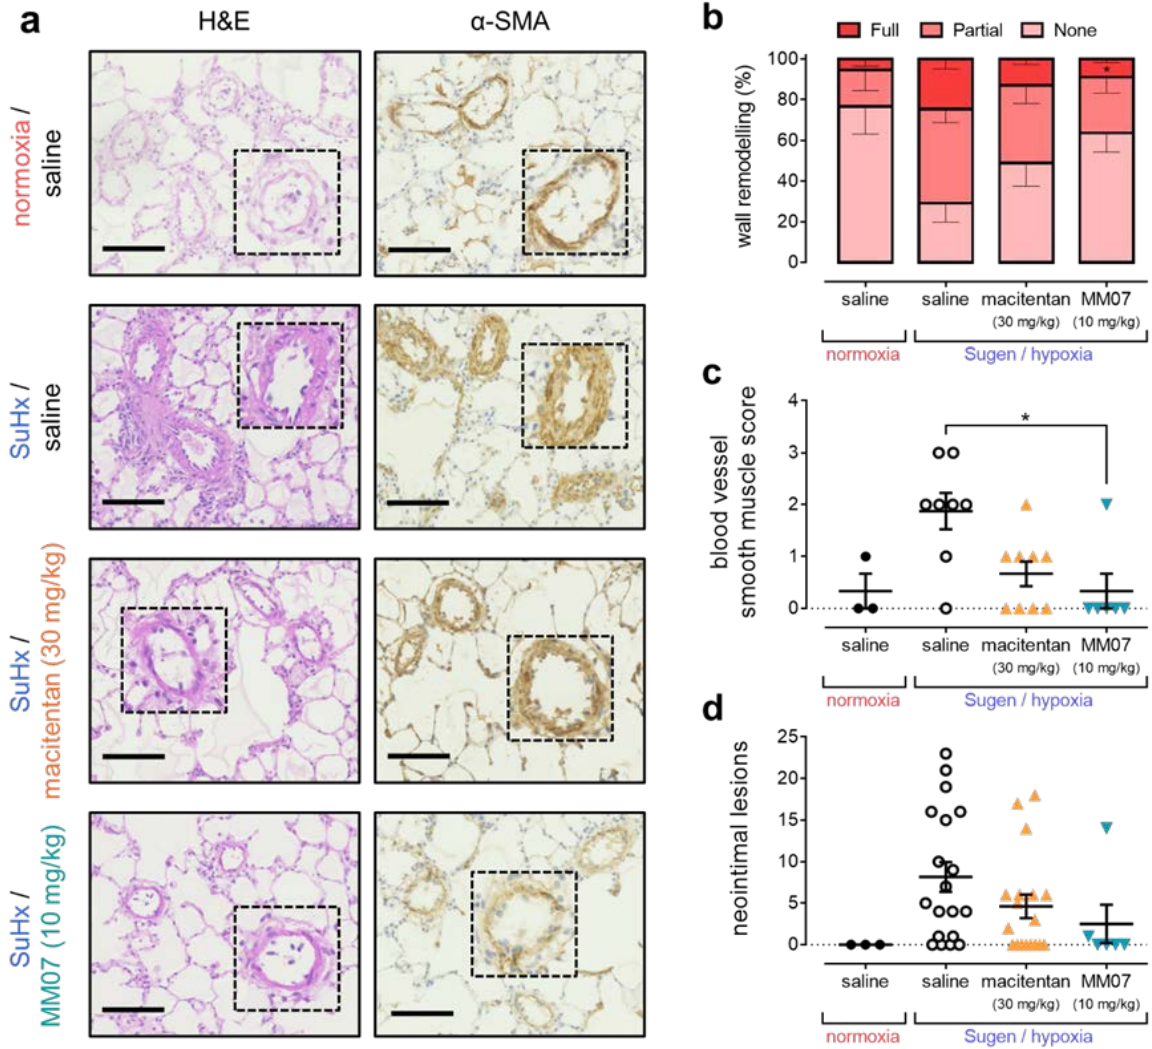 a
H&E
α-SMA
normoxia /
saline
SuHx /
saline
SuHx /
macitentan (30 mg/kg)
SuHx /
MM07 (10 mg/kg)
b
Full Partial None
wall remodelling (%)
100
80
60
40
20
0
*
saline saline macitentan MM07
(30 mg/kg) (10 mg/kg)
normoxia Sugen / hypoxia
c
blood vessel
smooth muscle score
4
3
2
1
0
*
saline saline macitentan MM07
(30 mg/kg) (10 mg/kg)
normoxia Sugen / hypoxia
d
neointimal lesions
25
20
15
10
5
0
saline saline macitentan MM07
(30 mg/kg) (10 mg/kg)
normoxia Sugen / hypoxia